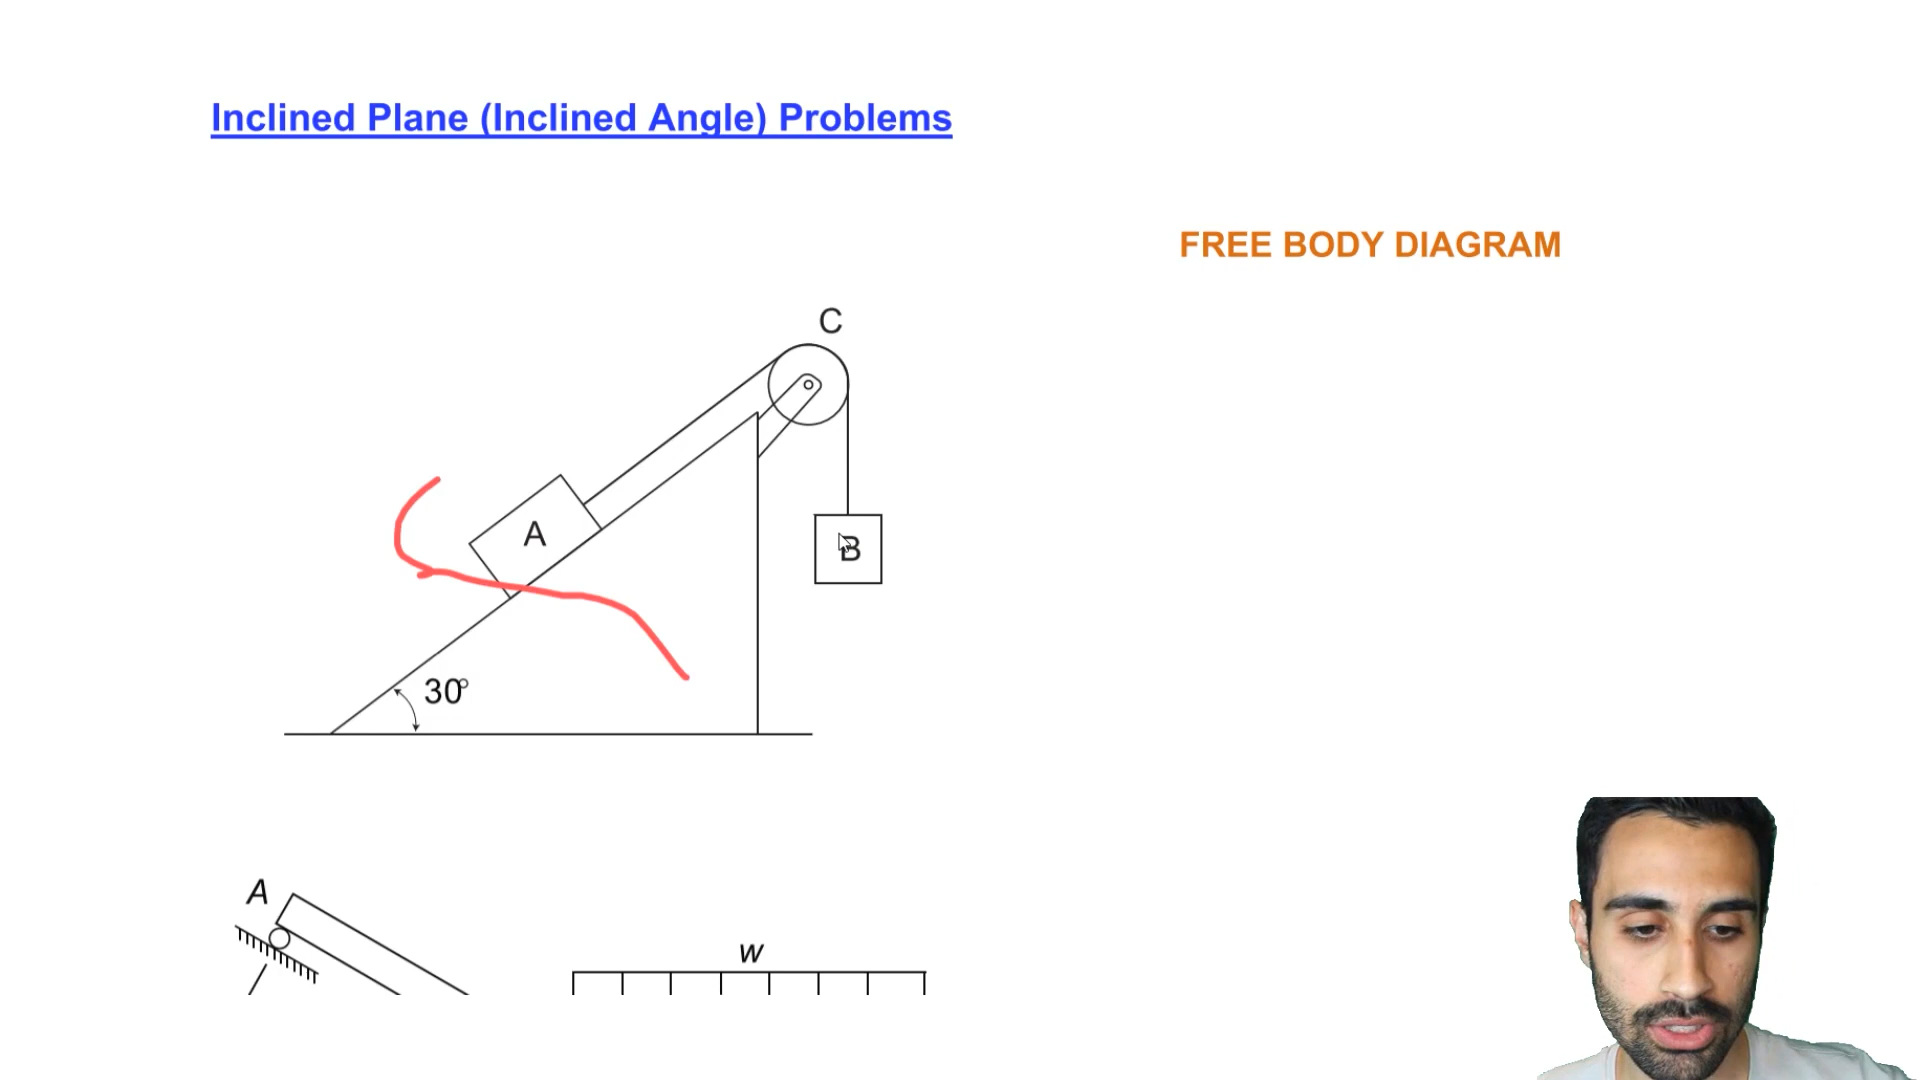 Inclined Plane (Inclined Angle) Problems
FREE BODY DIAGRAM
C
A
B
30°
A
w